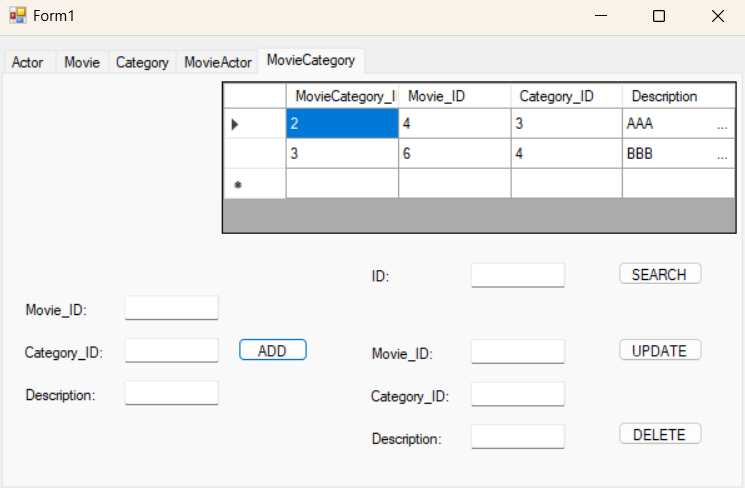 Form1
Actor Movie Category MovieActor MovieCategory
MovieCategory_I Movie_ID Category_ID Description
2 4 3 AAA ...
3 6 4 BBB ...
ID: SEARCH
Movie_ID:
Category_ID: ADD Movie_ID: UPDATE
Description: Category_ID:
Description: DELETE